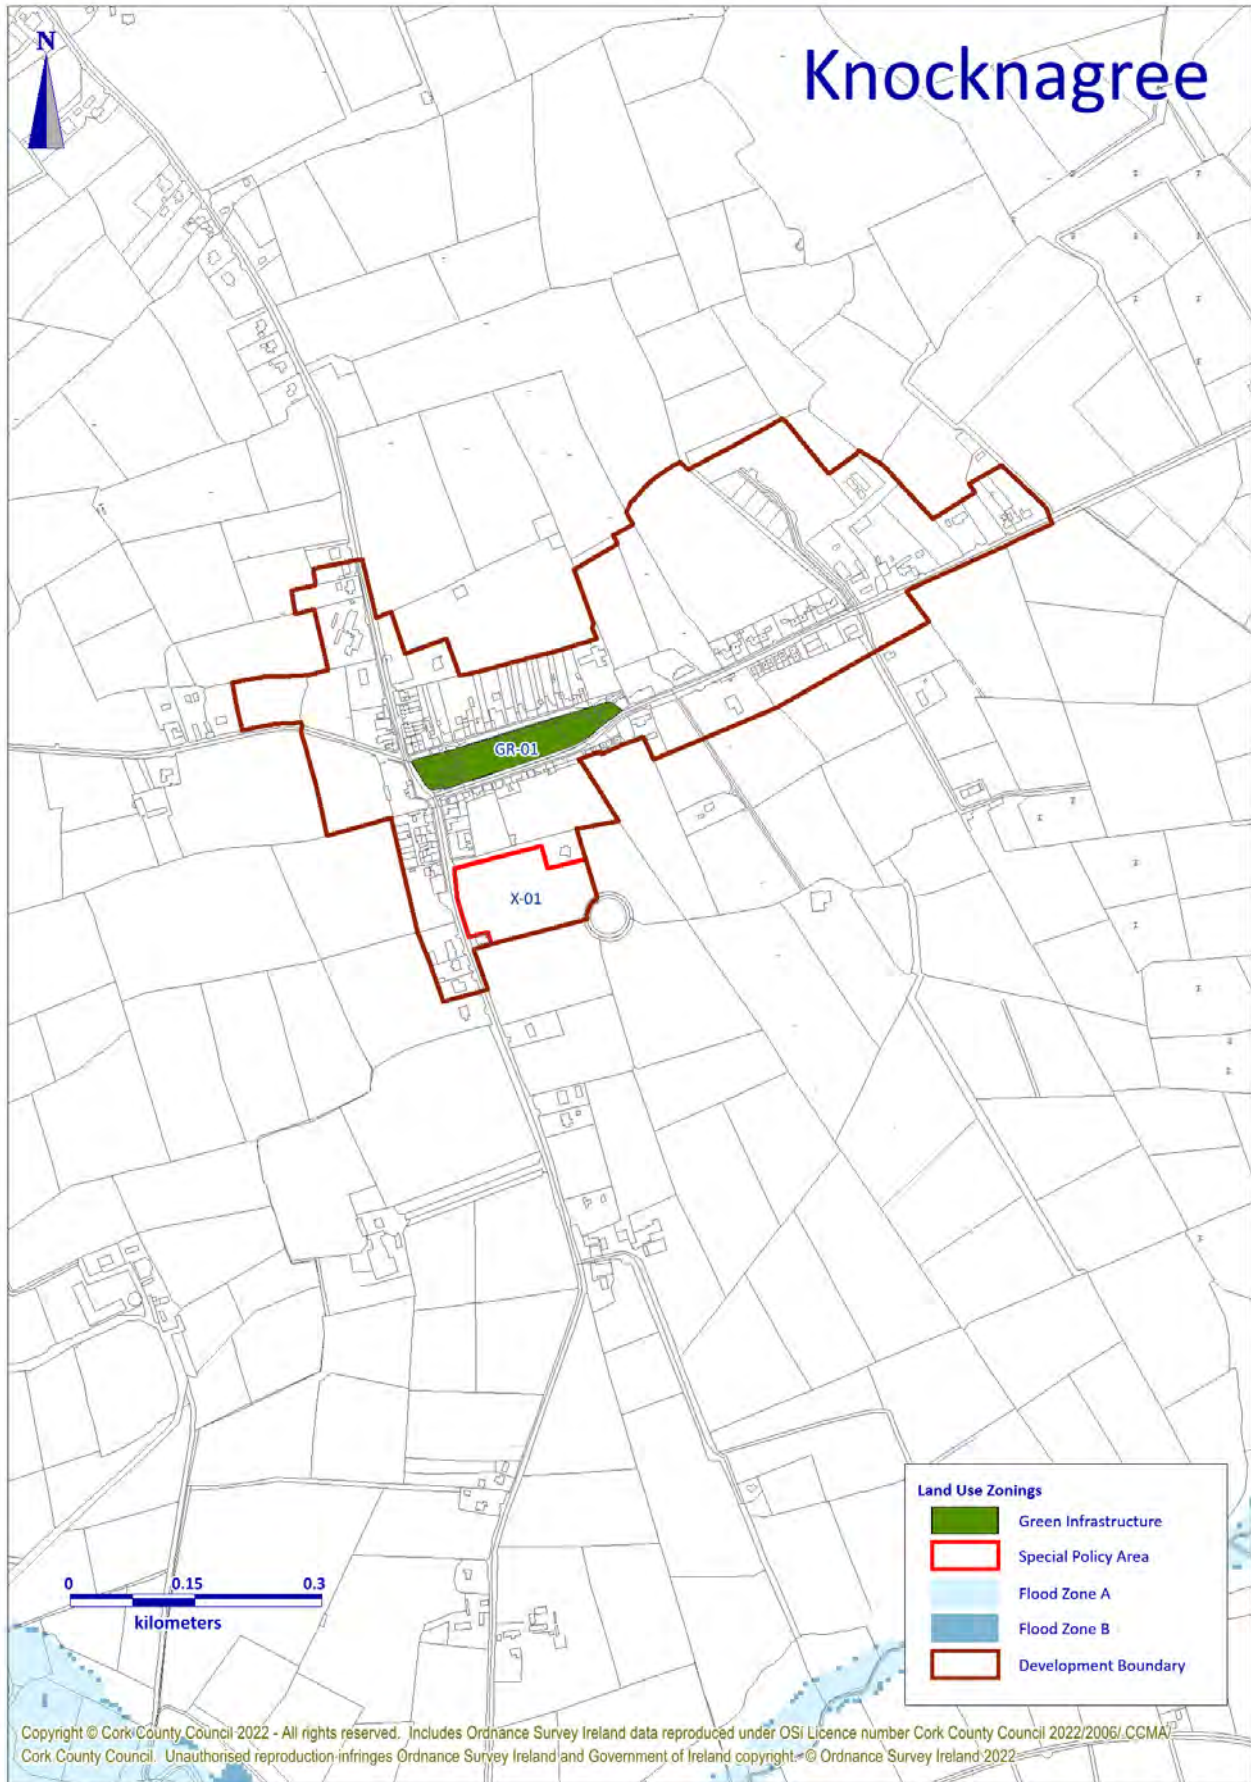 N
Knocknagree
GR-01
X-01
Land Use Zonings
Green Infrastructure
Special Policy Area
Flood Zone A
Flood Zone B
Development Boundary
0 0.15 0.3
kilometers
Copyright © Cork County Council 2022 - All rights reserved. Includes Ordnance Survey Ireland data reproduced under OSi Licence number Cork County Council 2022/2006/ CCMA/
Cork County Council. Unauthorised reproduction infringes Ordnance Survey Ireland and Government of Ireland copyright. © Ordnance Survey Ireland 2022